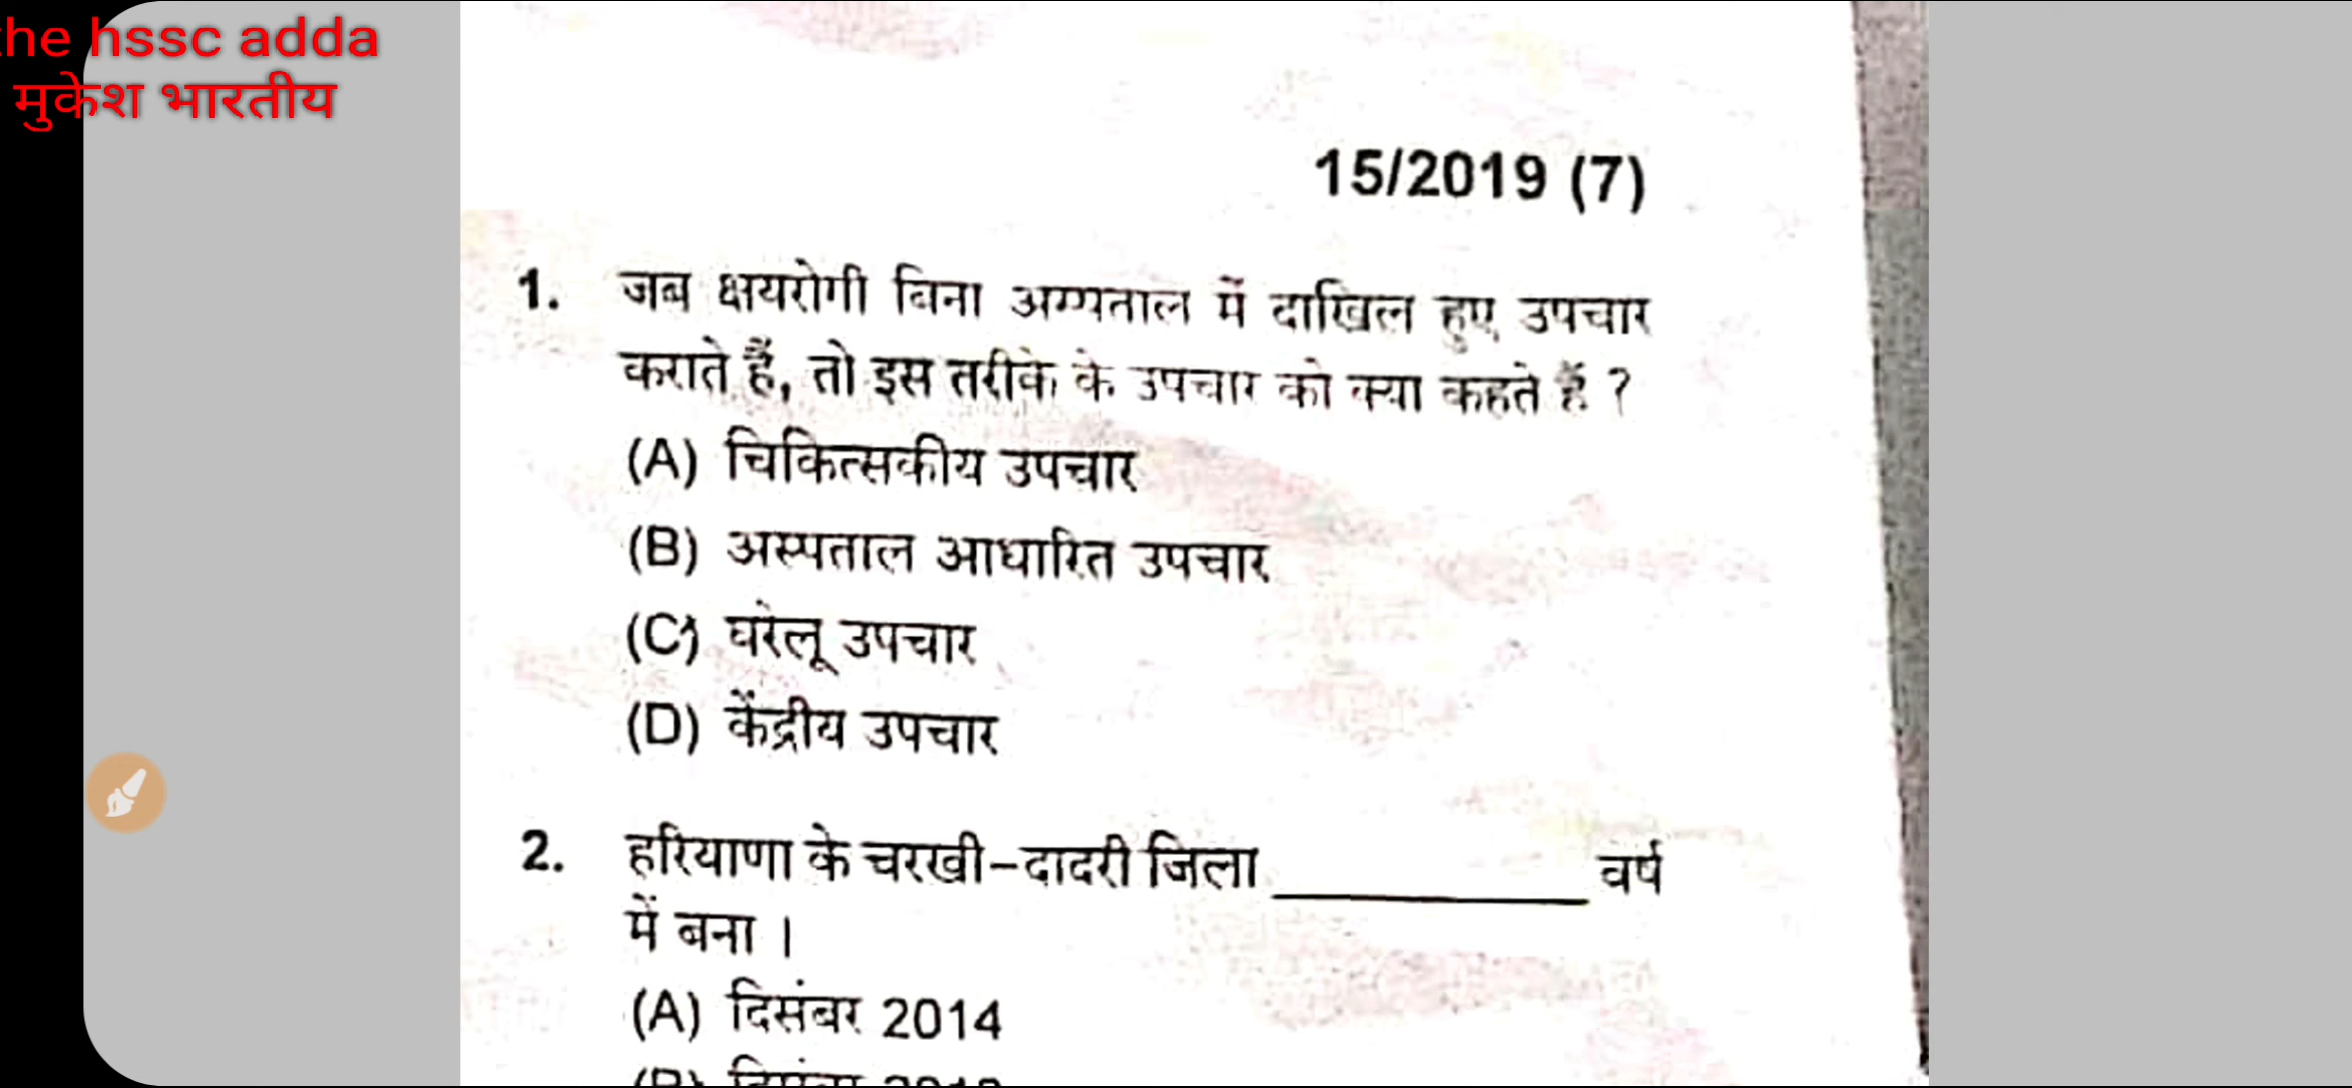 he hssc adda
मुकेश भारतीय
15/2019 (7)
1. जब क्षयरोगी बिना अस्पताल में दाखिल हुए उपचार
कराते हैं, तो इस तरीके के उपचार को क्या कहते हैं ?
(A) चिकित्सकीय उपचार
(B) अस्पताल आधारित उपचार
(C) घरेलू उपचार
(D) केंद्रीय उपचार
2. हरियाणा के चरखी-दादरी जिला __________ वर्ष
में बना ।
(A) दिसंबर 2014